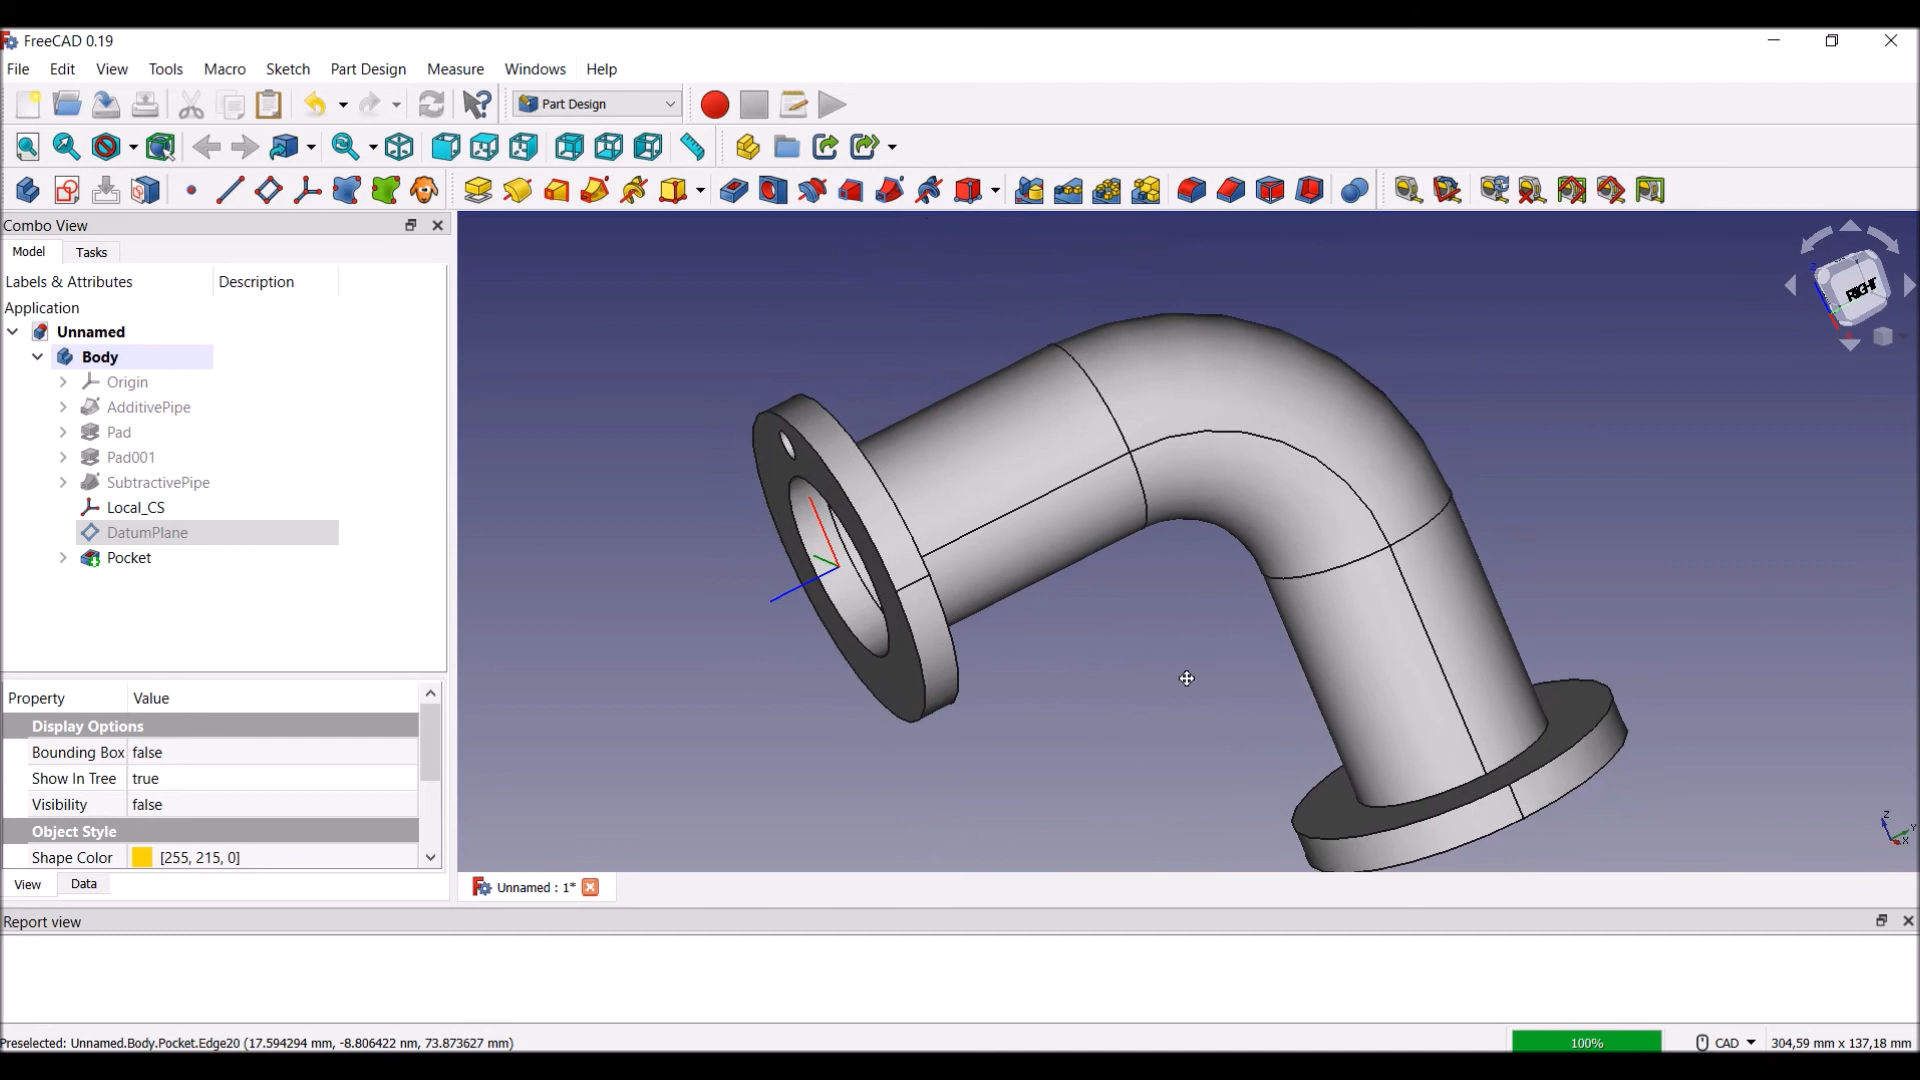 FreeCAD 0.19
File Edit View Tools Macro Sketch Part Design Measure Windows Help
Part Design
Combo View
Model Tasks
Labels & Attributes Description
Application
Unnamed
Body
Origin
AdditivePipe
Pad
Pad001
SubtractivePipe
Local_CS
DatumPlane
Pocket
Property Value
Display Options
Bounding Box false
Show In Tree true
Visibility false
Object Style
Shape Color [255, 215, 0]
View Data
RIGHT
Z
Z
Y
X
Unnamed : 1*
Report view
Preselected: Unnamed.Body.Pocket.Edge20 (17.594294 mm, -8.806422 nm, 73.873627 mm)
100%
CAD
304,59 mm x 137,18 mm